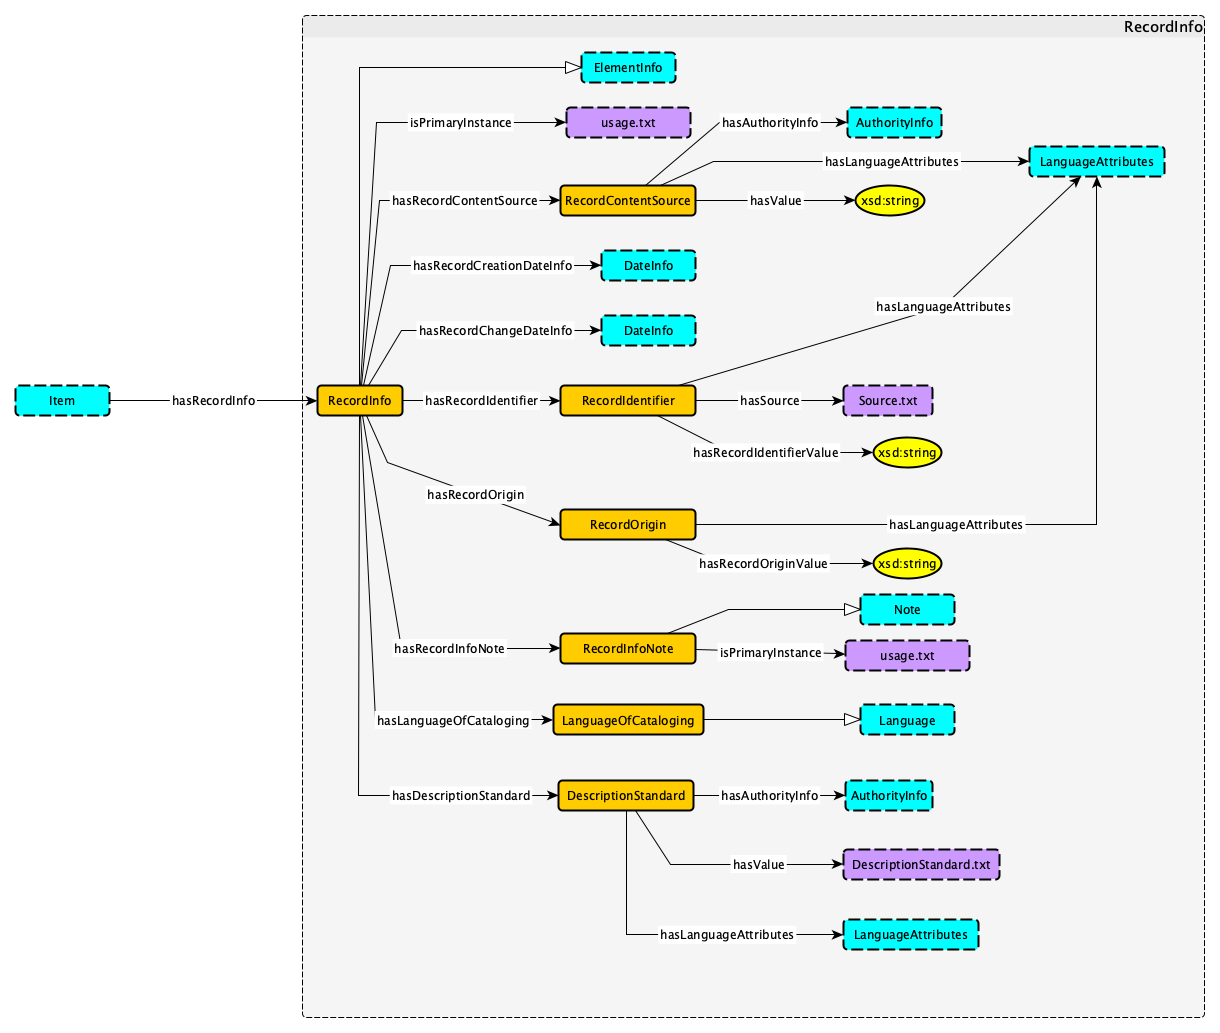 RecordInfo
ElementInfo
isPrimaryInstance
usage.txt
hasAuthorityInfo
AuthorityInfo
hasLanguageAttributes
LanguageAttributes
hasRecordContentSource
RecordContentSource
hasValue
xsd:string
hasRecordCreationDateInfo
DateInfo
hasLanguageAttributes
hasRecordChangeDateInfo
DateInfo
Item
hasRecordInfo
RecordInfo
hasRecordIdentifier
RecordIdentifier
hasSource
Source.txt
hasRecordIdentifierValue
xsd:string
hasRecordOrigin
RecordOrigin
hasLanguageAttributes
hasRecordOriginValue
xsd:string
Note
hasRecordInfoNote
RecordInfoNote
isPrimaryInstance
usage.txt
hasLanguageOfCataloging
LanguageOfCataloging
Language
hasDescriptionStandard
DescriptionStandard
hasAuthorityInfo
AuthorityInfo
hasValue
DescriptionStandard.txt
hasLanguageAttributes
LanguageAttributes